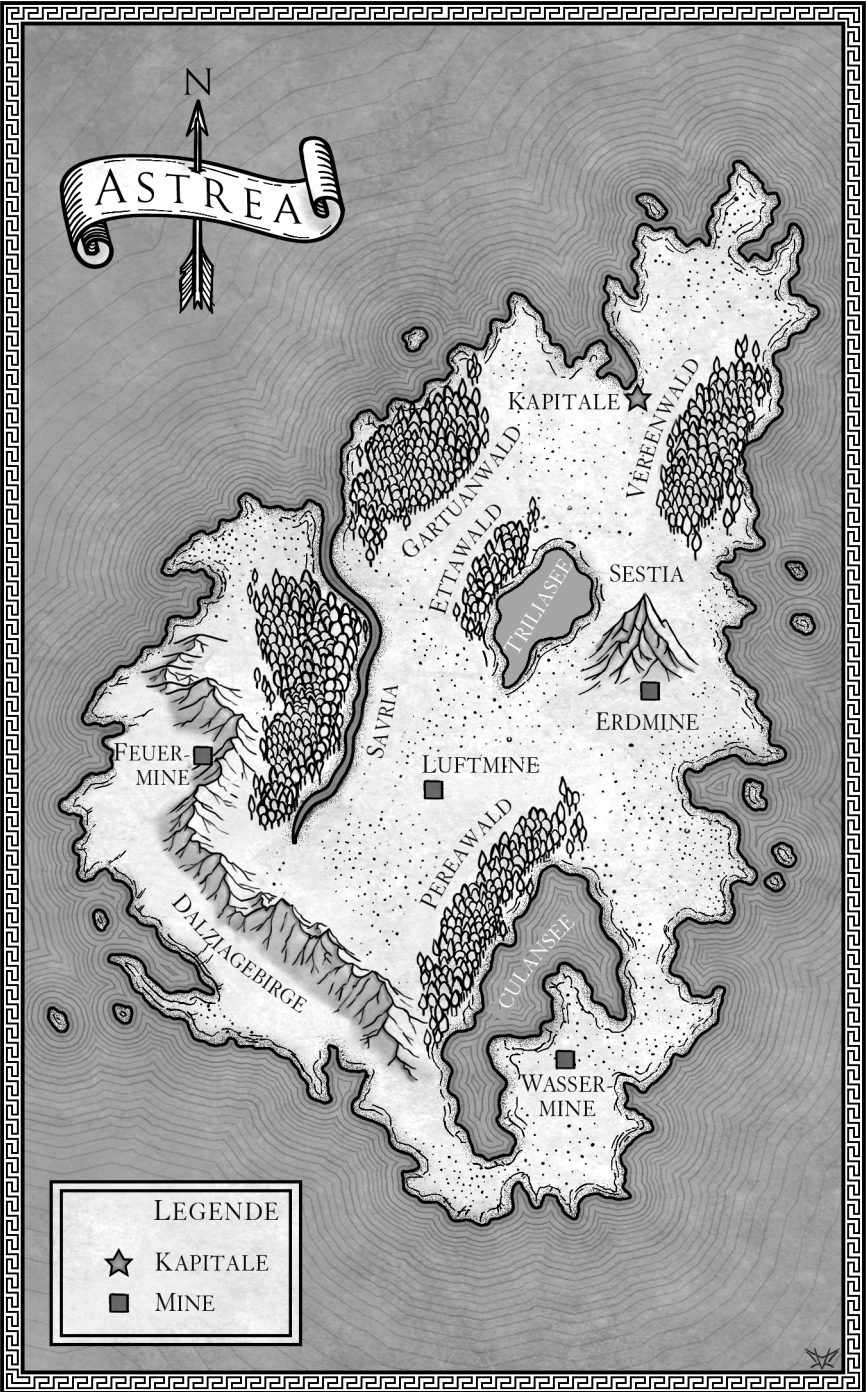 N
ASTREA
KAPITALE
VEREENWALD
GARTUANWALD
ETTAWALD
TRILIASEE
SESTIA
ERDMINE
SAVRIA
FEUER-
MINE
LUFTMINE
PEREAWALD
DALZIAGEBIRGE
CULANSEE
WASSER-
MINE
LEGENDE
KAPITALE
MINE